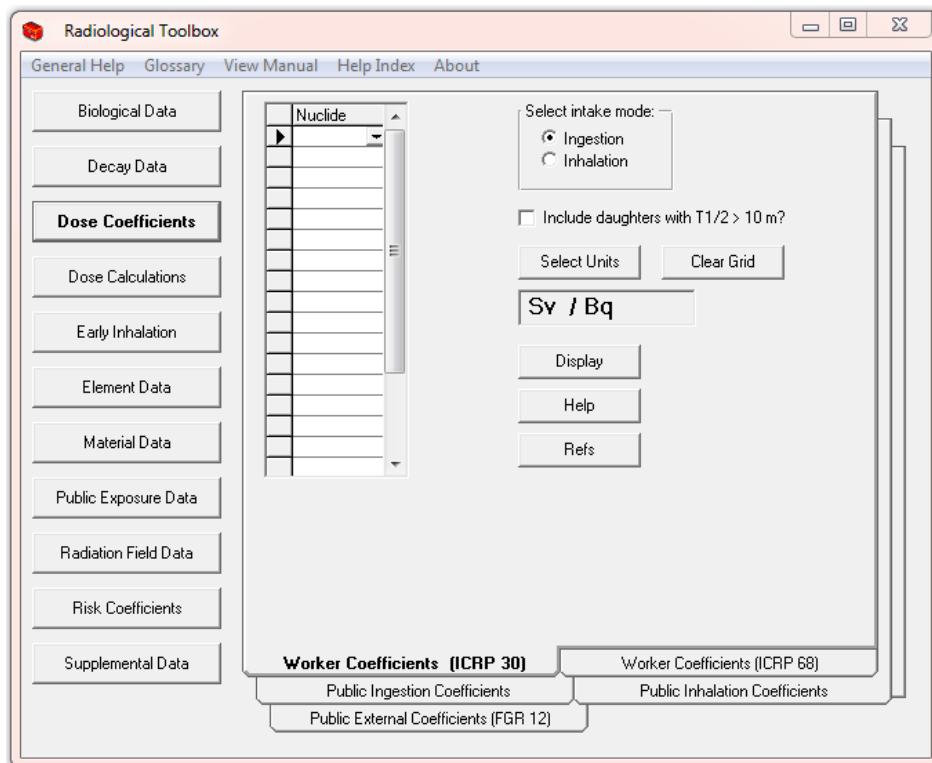 Radiological Toolbox
General Help Glossary View Manual Help Index About
Biological Data
Decay Data
Dose Coefficients
Dose Calculations
Early Inhalation
Element Data
Material Data
Public Exposure Data
Radiation Field Data
Risk Coefficients
Supplemental Data
Nuclide
Select intake mode:
Ingestion
Inhalation
Include daughters with T1/2 > 10 m?
Select Units Clear Grid
Sv / Bq
Display
Help
Refs
Worker Coefficients (ICRP 30) Worker Coefficients (ICRP 68)
Public Ingestion Coefficients Public Inhalation Coefficients
Public External Coefficients (FGR 12)